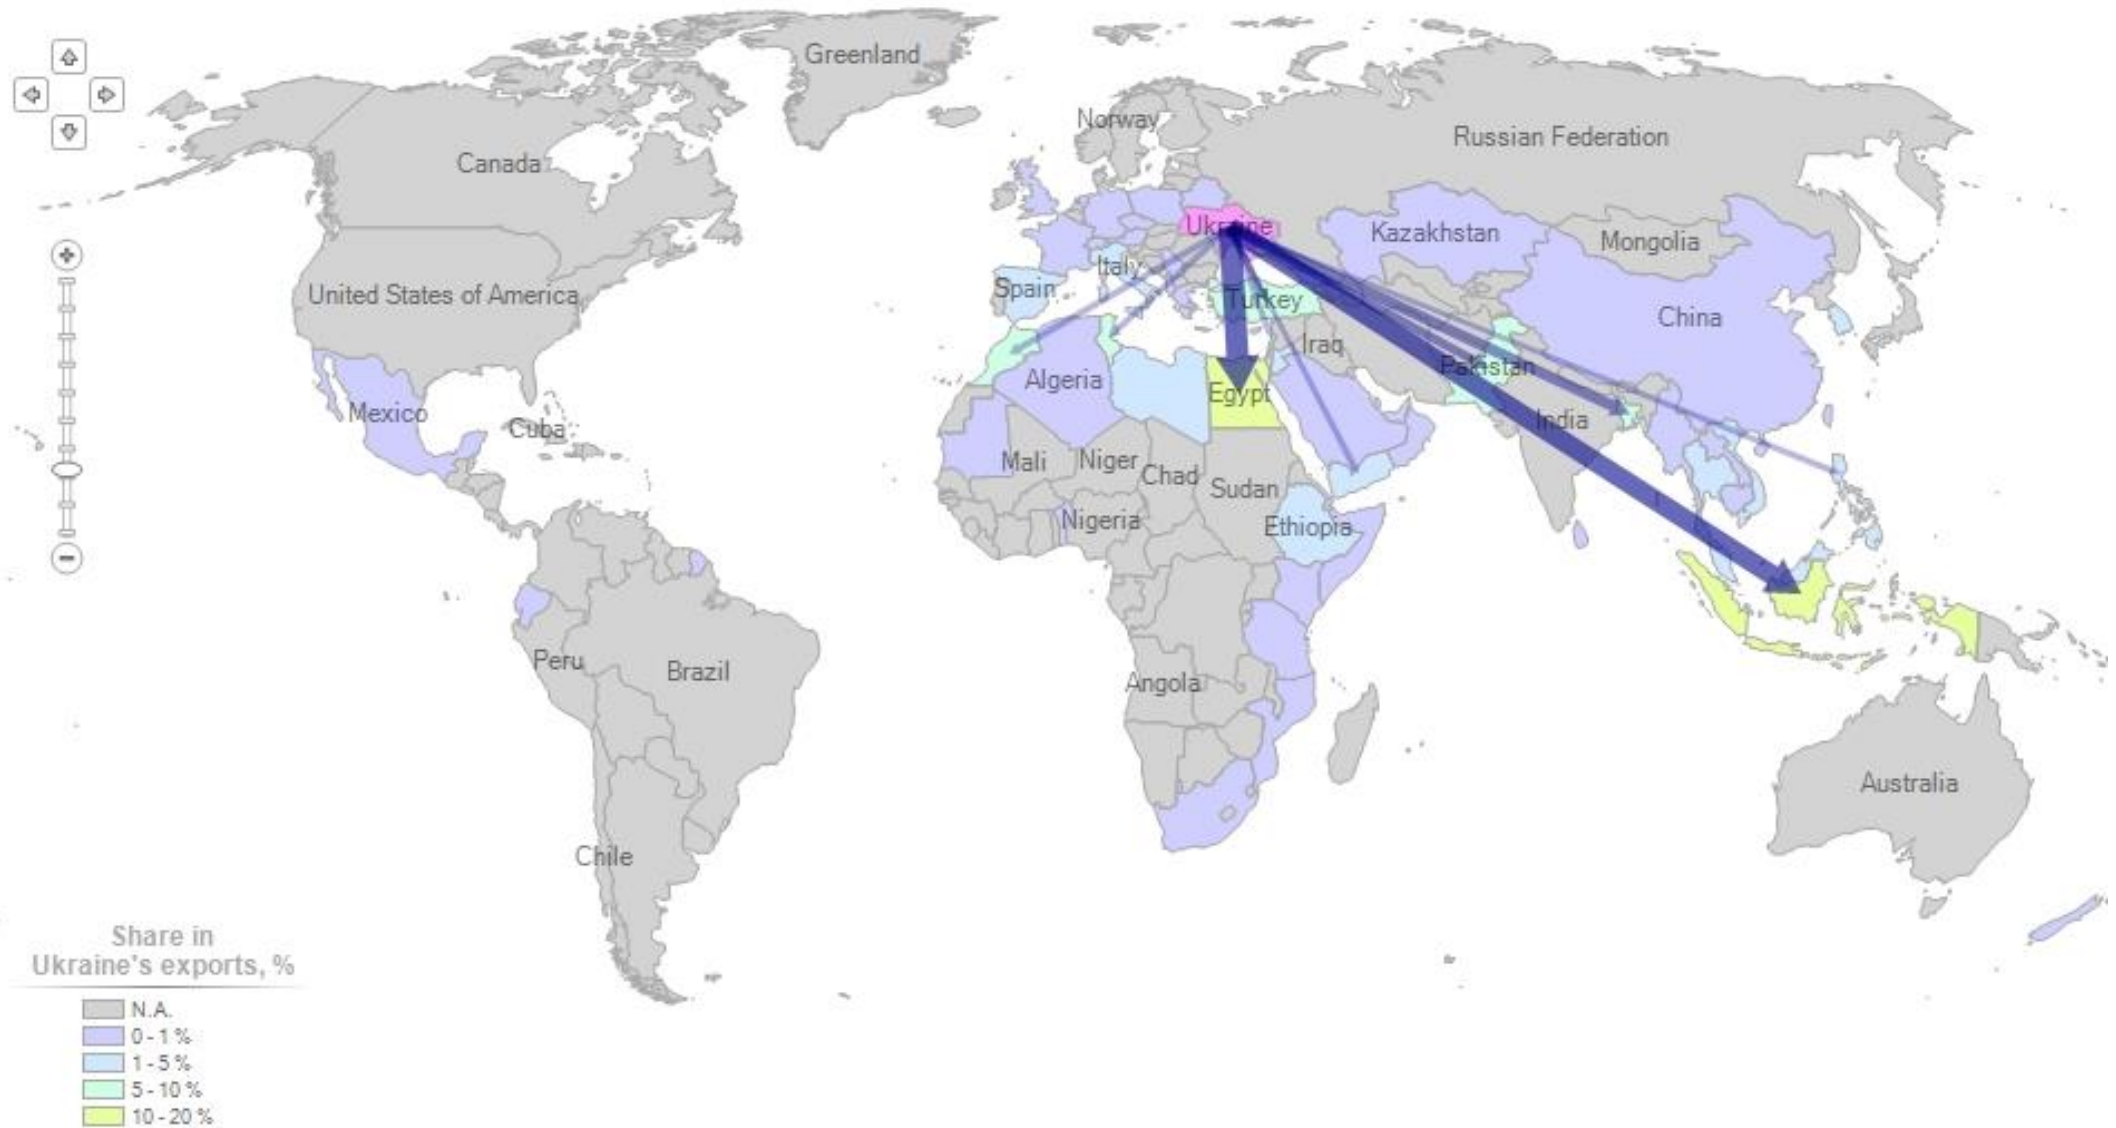 Greenland
Norway
Russian Federation
Canada
Ukraine
Kazakhstan
Mongolia
Italy
Spain
United States of America
Turkey
China
Iraq
Pakistan
Algeria
Egypt
Mexico
India
Cuba
Mali
Niger
Chad
Sudan
Nigeria
Ethiopia
Peru
Brazil
Angola
Australia
Chile
Share in
Ukraine's exports, %
N.A.
0 - 1 %
1 - 5 %
5 - 10 %
10 - 20 %